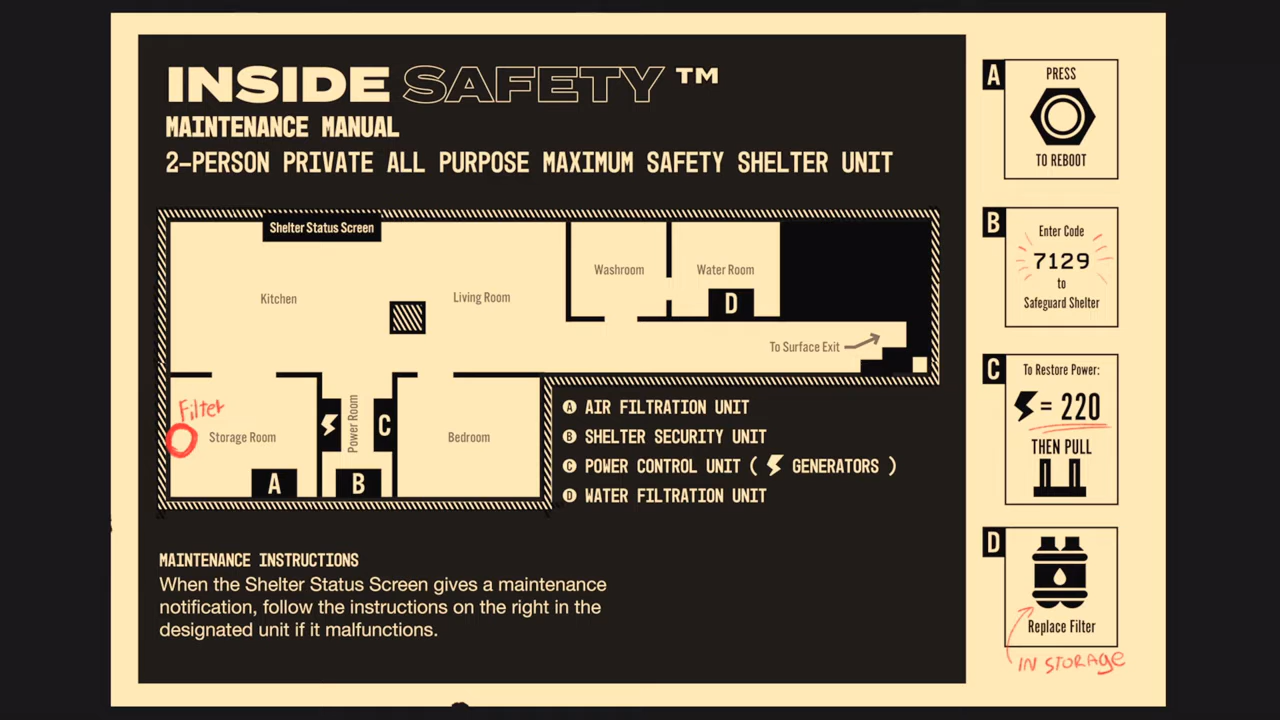 INSIDE SAFETY™
MAINTENANCE MANUAL
2-PERSON PRIVATE ALL PURPOSE MAXIMUM SAFETY SHELTER UNIT
Shelter Status Screen
Kitchen
Living Room
Washroom
Water Room
D
To Surface Exit
Filter
Storage Room
A
Power Room
C
B
Bedroom
A AIR FILTRATION UNIT
B SHELTER SECURITY UNIT
C POWER CONTROL UNIT ( GENERATORS )
D WATER FILTRATION UNIT
MAINTENANCE INSTRUCTIONS
When the Shelter Status Screen gives a maintenance
notification, follow the instructions on the right in the
designated unit if it malfunctions.
A
PRESS
TO REBOOT
B
Enter Code
7129
to
Safeguard Shelter
C
To Restore Power:
= 220
THEN PULL
D
Replace Filter
IN STORAGE